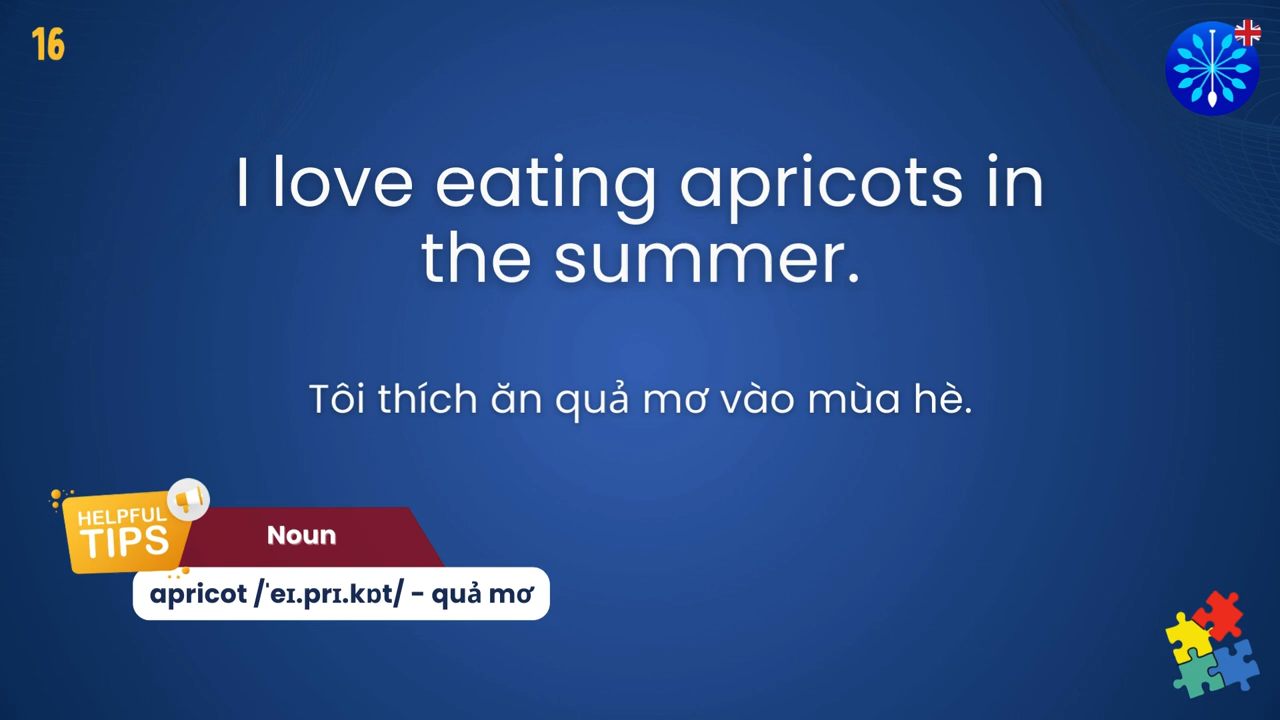 16
I love eating apricots in
the summer.
Tôi thích ăn quả mơ vào mùa hè.
HELPFUL
TIPS
Noun
apricot /ˈeɪ.prɪ.kɒt/ - quả mơ